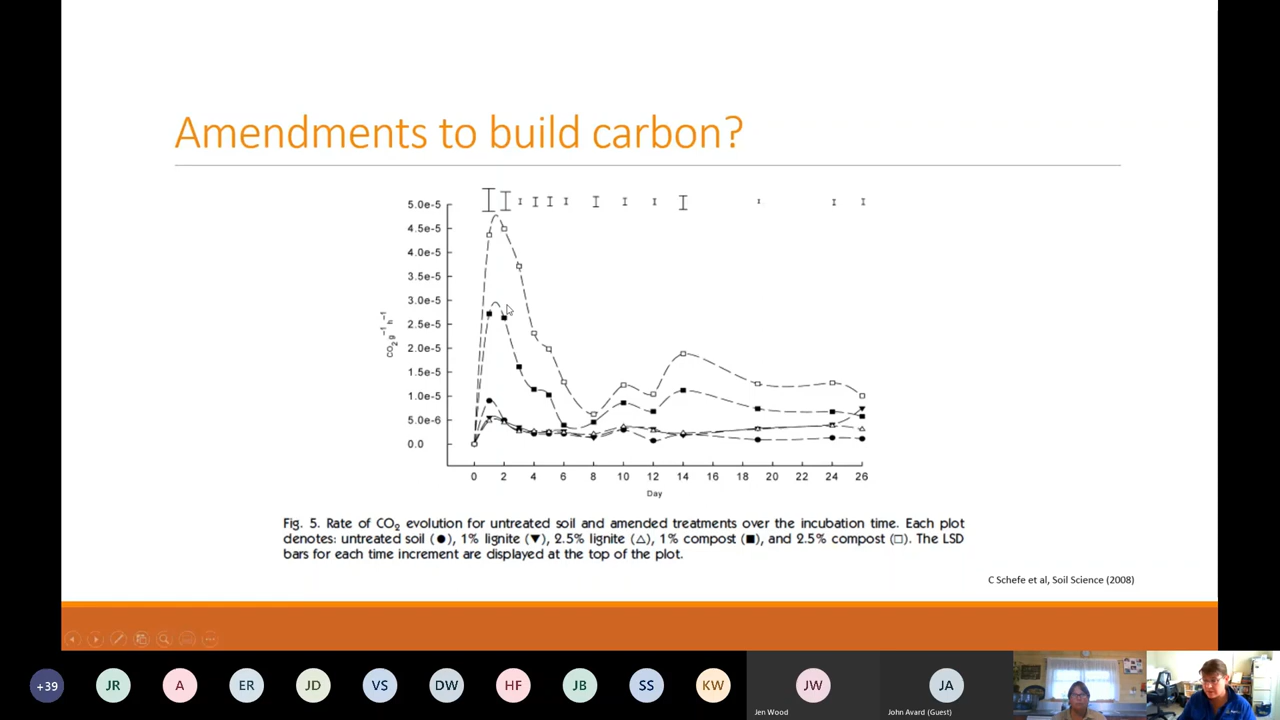 Amendments to build carbon?
5.0e-5
4.5e-5
4.0e-5
3.5e-5
3.0e-5
2.5e-5
2.0e-5
1.5e-5
1.0e-5
5.0e-6
0.0
CO₂ g⁻¹ h⁻¹
0 2 4 6 8 10 12 14 16 18 20 22 24 26
Day
Fig. 5. Rate of CO₂ evolution for untreated soil and amended treatments over the incubation time. Each plot
denotes: untreated soil (●), 1% lignite (▼), 2.5% lignite (△), 1% compost (■), and 2.5% compost (□). The LSD
bars for each time increment are displayed at the top of the plot.
C Schefe et al, Soil Science (2008)
+39 JR A ER JD VS DW HF JB SS KW JW JA
Jen Wood John Avard (Guest)